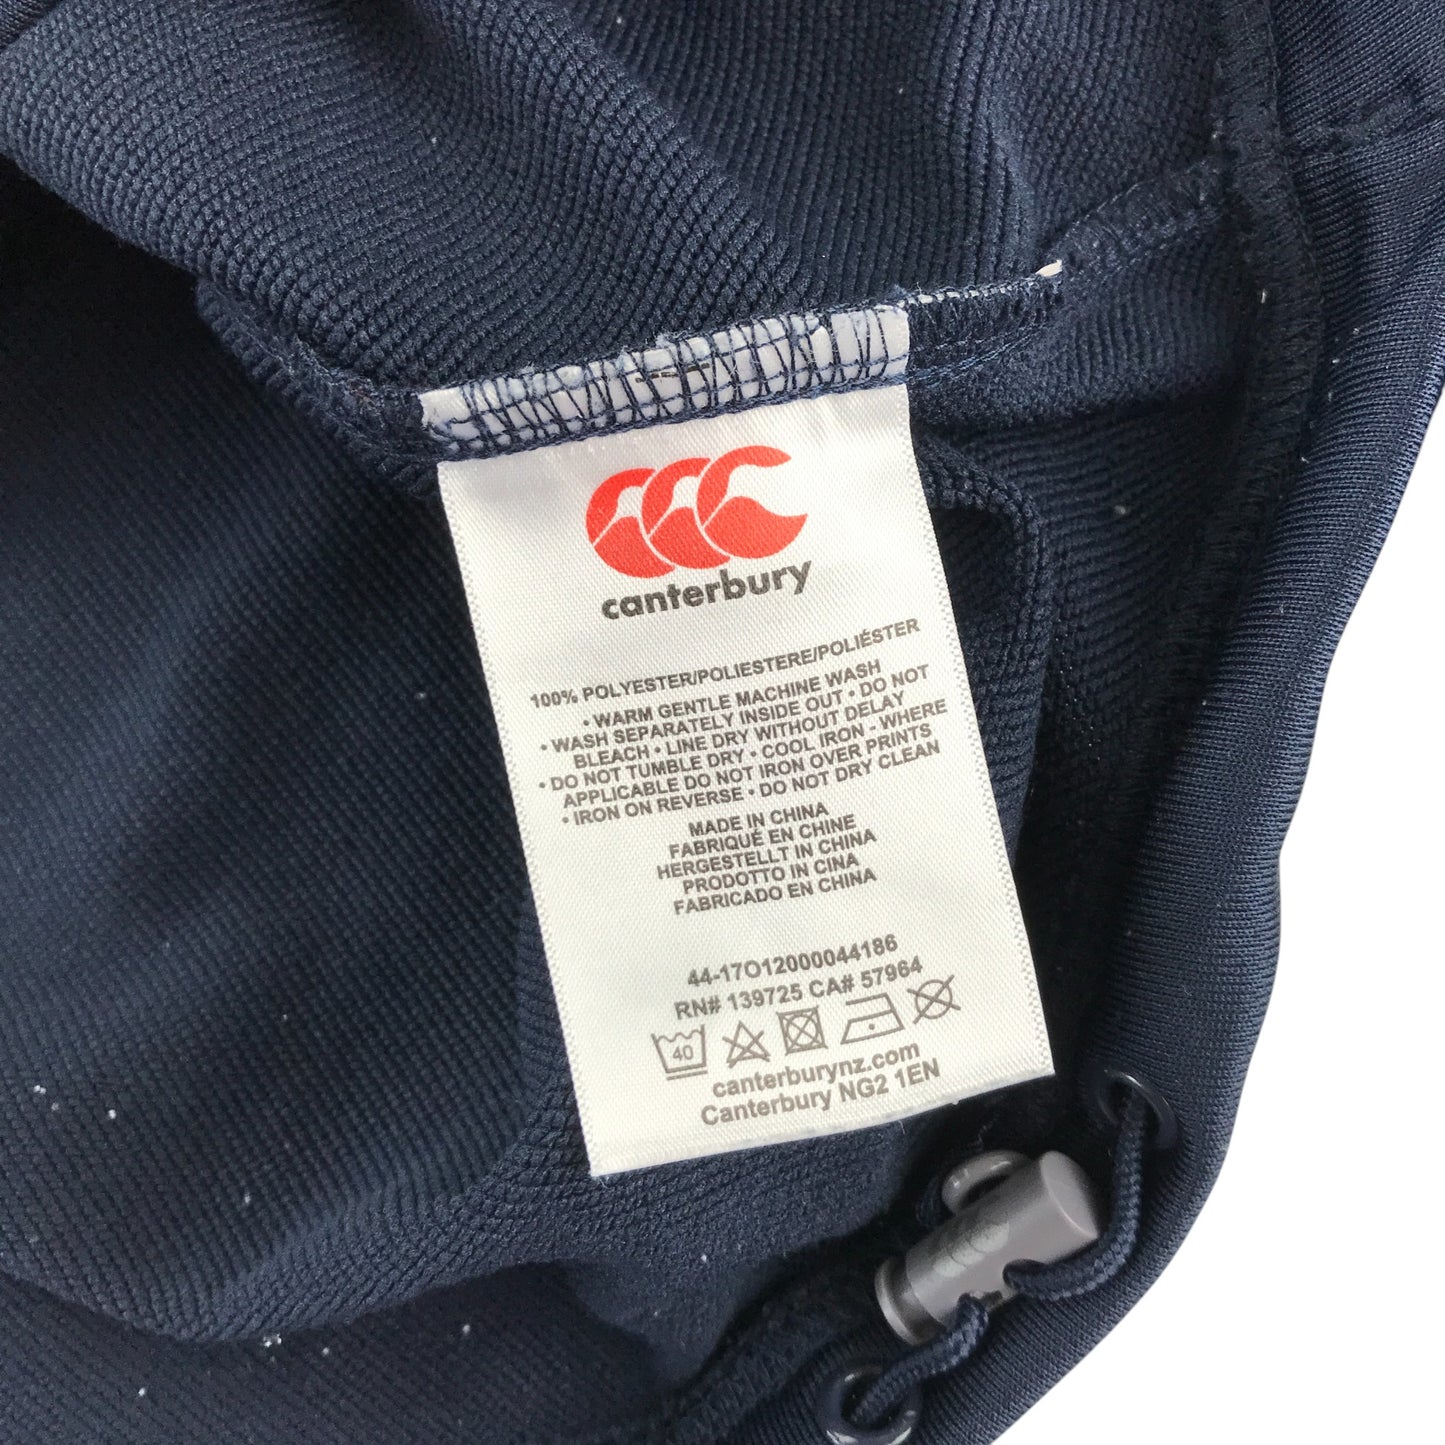 canterbury
100% POLYESTER/POLIESTERE/POLIÉSTER
• WARM GENTLE MACHINE WASH
• WASH SEPARATELY INSIDE OUT • DO NOT
BLEACH • LINE DRY WITHOUT DELAY
• DO NOT TUMBLE DRY • COOL IRON - WHERE
APPLICABLE DO NOT IRON OVER PRINTS
• IRON ON REVERSE • DO NOT DRY CLEAN
MADE IN CHINA
FABRIQUÉ EN CHINE
HERGESTELLT IN CHINA
PRODOTTO IN CINA
FABRICADO EN CHINA
44-17O12000044186
RN# 139725 CA# 57964
40
canterburynz.com
Canterbury NG2 1EN